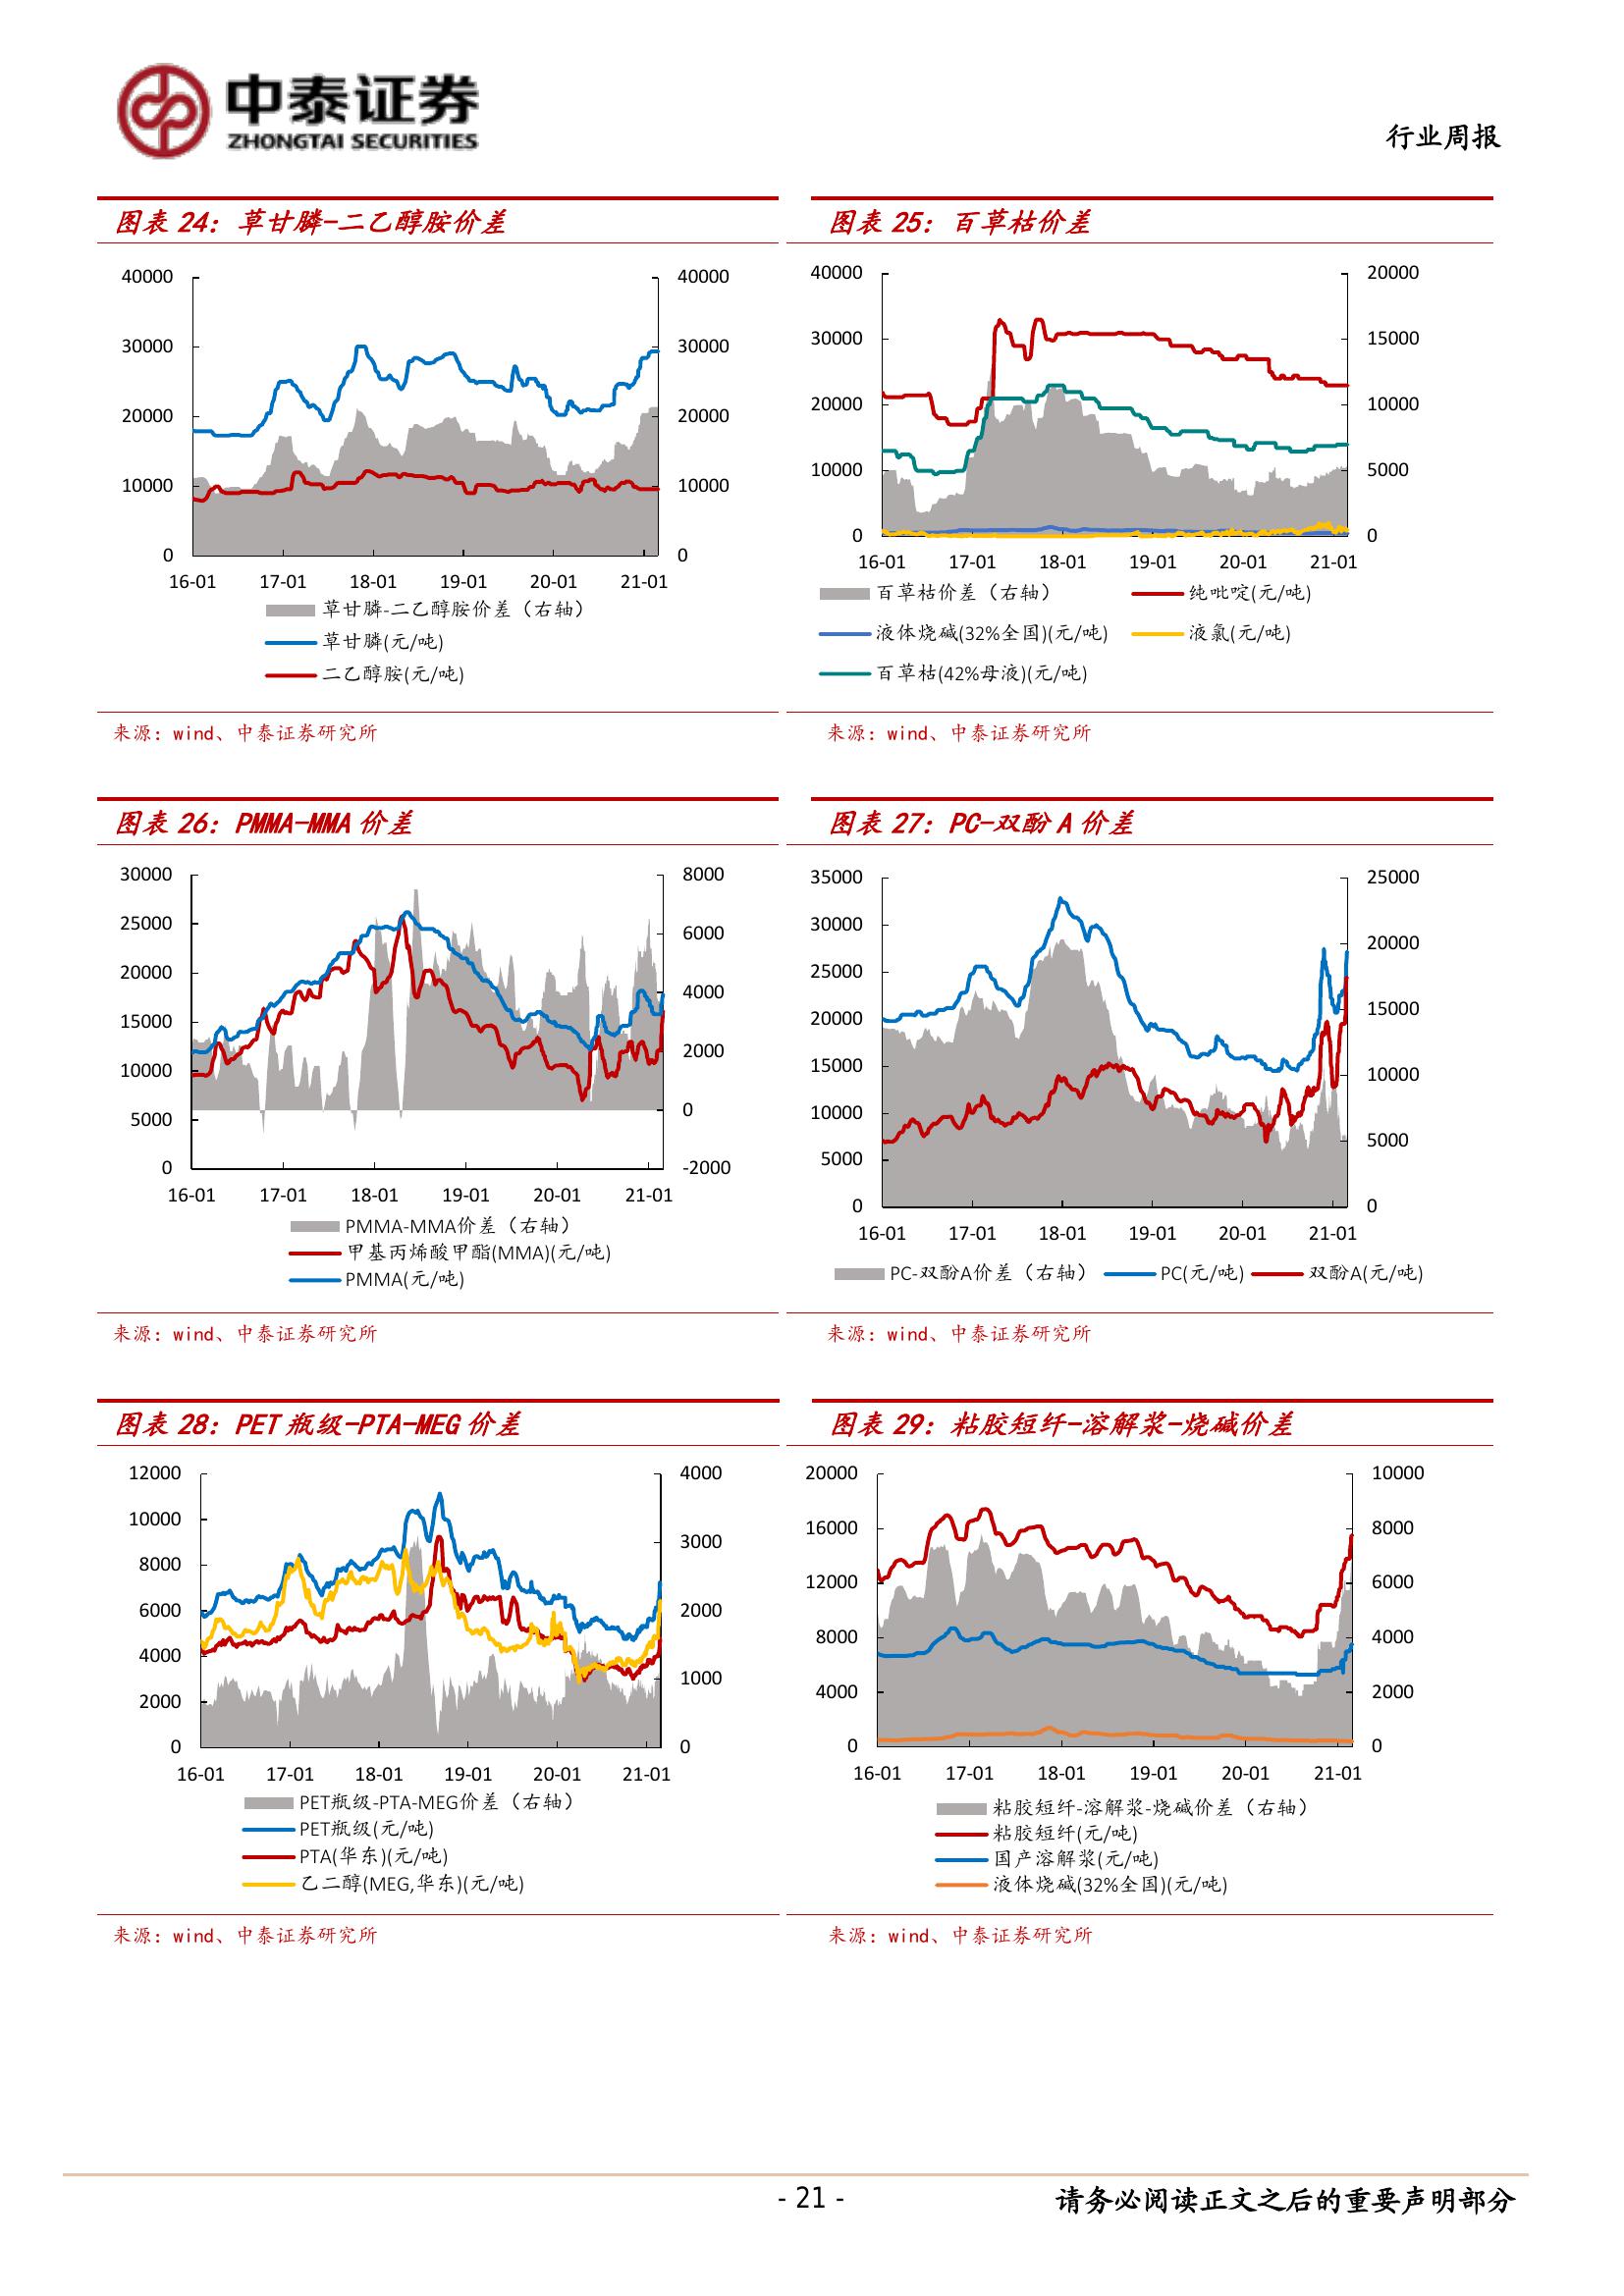 中泰证券
ZHONGTAI SECURITIES
行业周报
图表 24：草甘膦-二乙醇胺价差
40000
30000
20000
10000
0
40000
30000
20000
10000
0
16-01 17-01 18-01 19-01 20-01 21-01
草甘膦-二乙醇胺价差（右轴）
草甘膦(元/吨)
二乙醇胺(元/吨)
来源：wind、中泰证券研究所
图表 25：百草枯价差
40000
30000
20000
10000
0
20000
15000
10000
5000
0
16-01 17-01 18-01 19-01 20-01 21-01
百草枯价差（右轴） 纯吡啶(元/吨)
液体烧碱(32%全国)(元/吨) 液氯(元/吨)
百草枯(42%母液)(元/吨)
来源：wind、中泰证券研究所
图表 26：PMMA-MMA 价差
30000
25000
20000
15000
10000
5000
0
8000
6000
4000
2000
0
-2000
16-01 17-01 18-01 19-01 20-01 21-01
PMMA-MMA价差（右轴）
甲基丙烯酸甲酯(MMA)(元/吨)
PMMA(元/吨)
来源：wind、中泰证券研究所
图表 27：PC-双酚 A 价差
35000
30000
25000
20000
15000
10000
5000
0
25000
20000
15000
10000
5000
0
16-01 17-01 18-01 19-01 20-01 21-01
PC-双酚A价差（右轴） PC(元/吨) 双酚A(元/吨)
来源：wind、中泰证券研究所
图表 28：PET 瓶级-PTA-MEG 价差
12000
10000
8000
6000
4000
2000
0
4000
3000
2000
1000
0
16-01 17-01 18-01 19-01 20-01 21-01
PET瓶级-PTA-MEG价差（右轴）
PET瓶级(元/吨)
PTA(华东)(元/吨)
乙二醇(MEG,华东)(元/吨)
来源：wind、中泰证券研究所
图表 29：粘胶短纤-溶解浆-烧碱价差
20000
16000
12000
8000
4000
0
10000
8000
6000
4000
2000
0
16-01 17-01 18-01 19-01 20-01 21-01
粘胶短纤-溶解浆-烧碱价差（右轴）
粘胶短纤(元/吨)
国产溶解浆(元/吨)
液体烧碱(32%全国)(元/吨)
来源：wind、中泰证券研究所
- 21 -
请务必阅读正文之后的重要声明部分